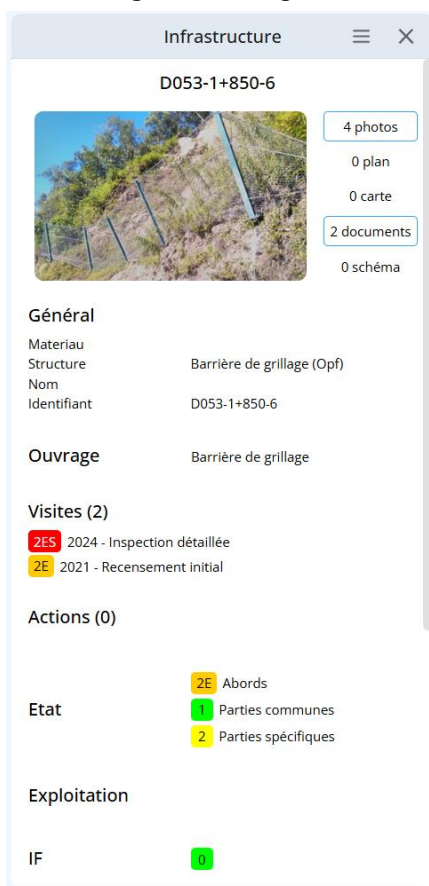 Infrastructure
D053-1+850-6
4 photos
0 plan
0 carte
2 documents
0 schéma
Général
Materiau
Structure Barrière de grillage (Opf)
Nom
Identifiant D053-1+850-6
Ouvrage Barrière de grillage
Visites (2)
2ES 2024 - Inspection détaillée
2E 2021 - Recensement initial
Actions (0)
Etat
2E Abords
1 Parties communes
2 Parties spécifiques
Exploitation
IF 0